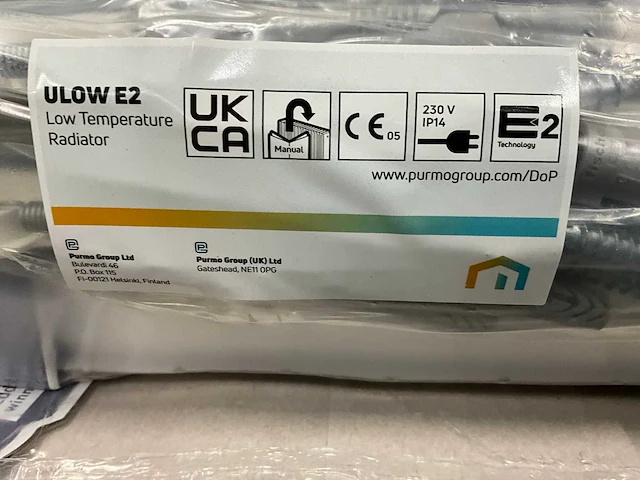 ULOW E2
Low Temperature
Radiator
UK
CA
Manual
CE 05
230 V
IP14
E2
Technology
www.purmogroup.com/DoP
Purmo Group Ltd
Bulevardi 46
P.O. Box 115
FI-00121 Helsinki, Finland
Purmo Group (UK) Ltd
Gateshead, NE11 0PG